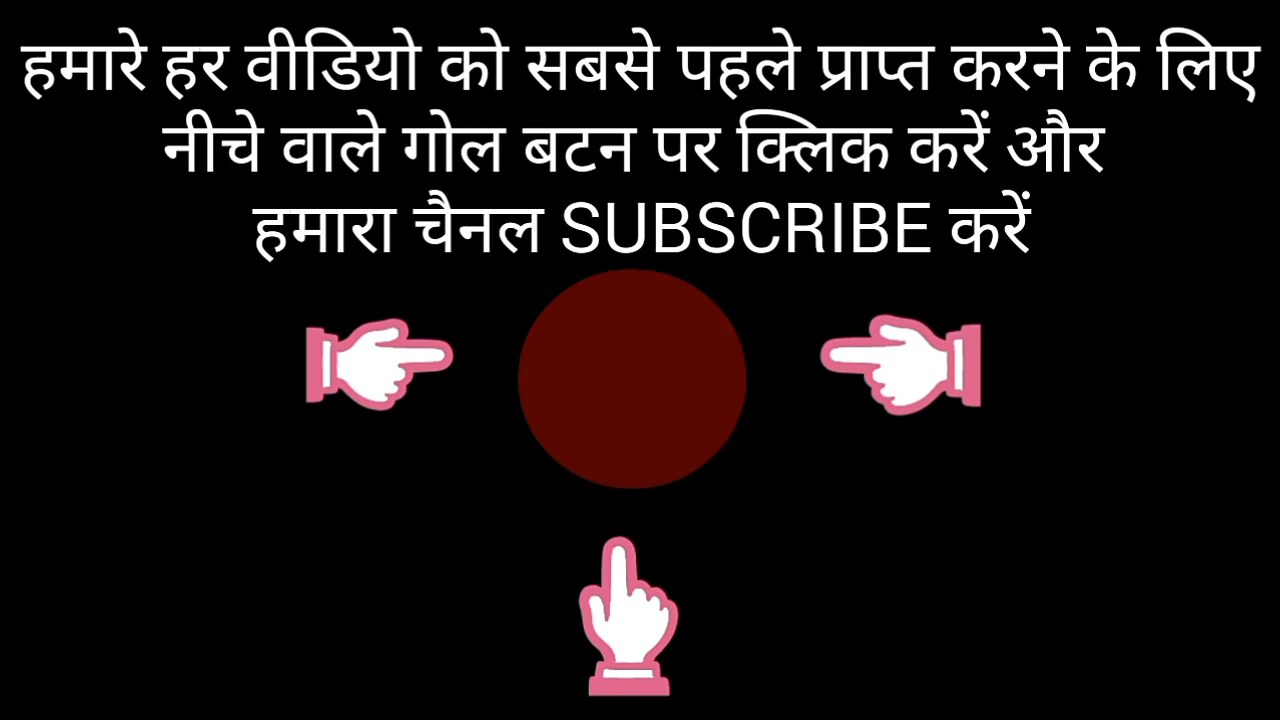 हमारे हर वीडियो को सबसे पहले प्राप्त करने के लिए
नीचे वाले गोल बटन पर क्लिक करें और
हमारा चैनल SUBSCRIBE करें